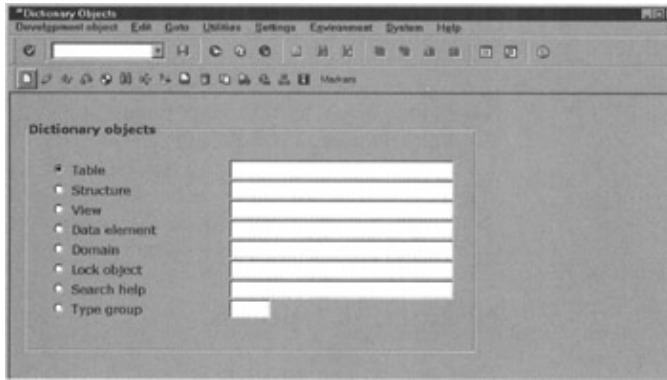 Dictionary Objects
Development object Edit Goto Utilities Settings Environment System Help
Markers
Dictionary objects
Table
Structure
View
Data element
Domain
Lock object
Search help
Type group